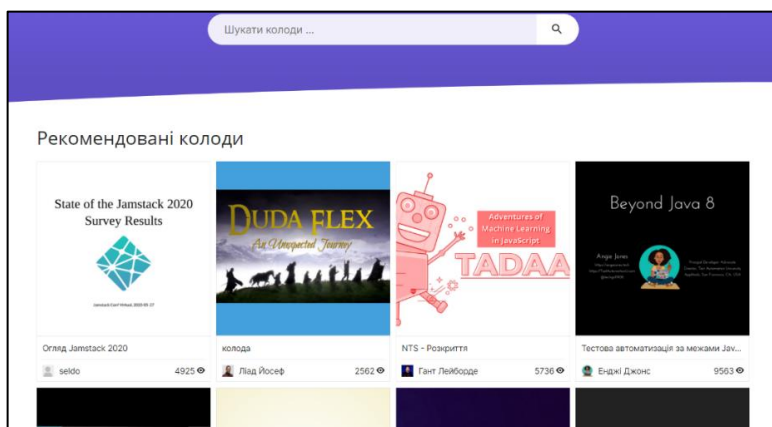 Шукати колоди ...
Рекомендовані колоди
State of the Jamstack 2020
Survey Results
DUDA FLEX
An Unexpected Journey
Adventures of
Machine Learning
in JavaScript
TADAA
Beyond Java 8
Angie Jones
Огляд Jamstack 2020
колода
NTS - Розкриття
Тестова автоматизація за межами Jav...
seldo
4925
Ліад Йосеф
2562
Гант Лейборде
5736
Енджі Джонс
9563